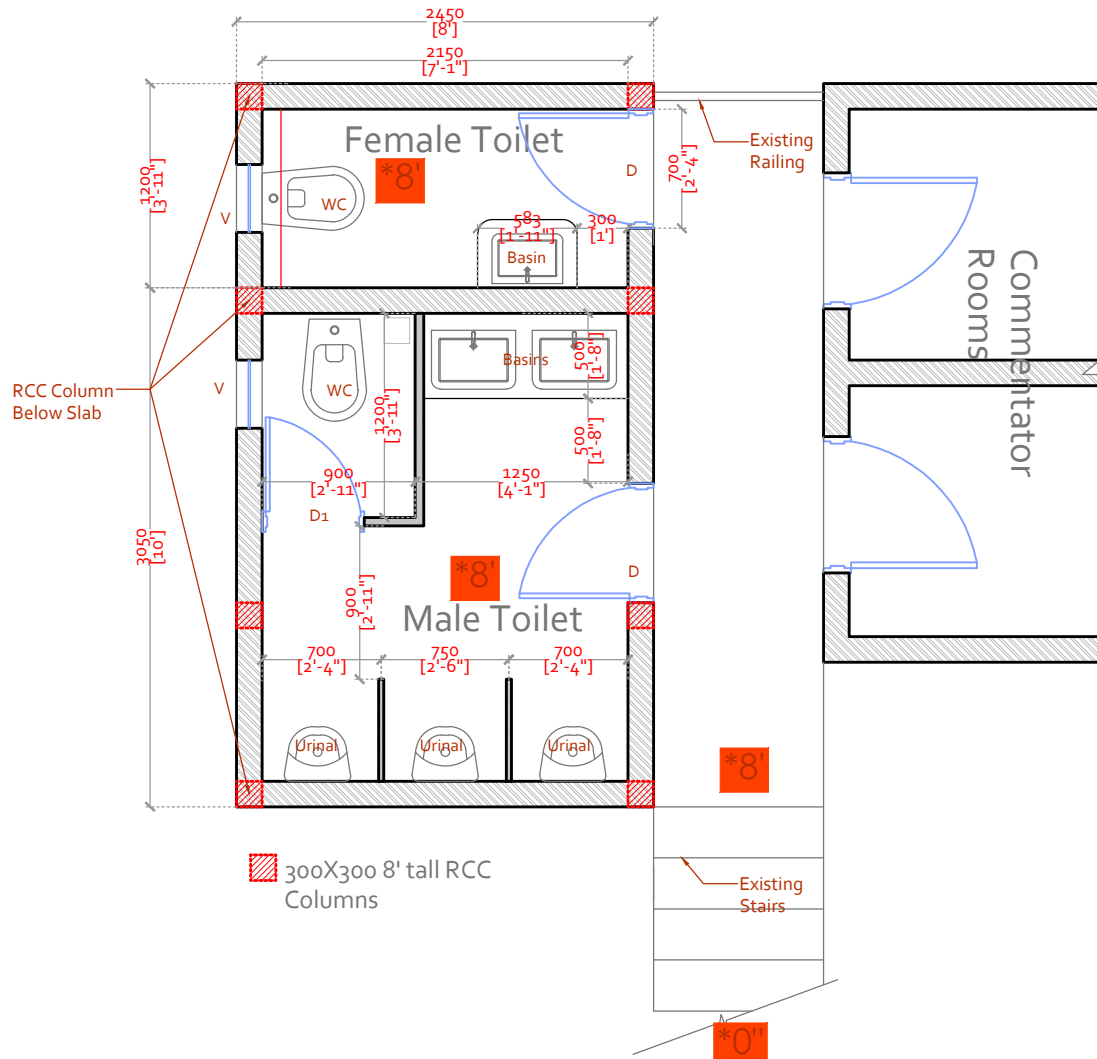 2450
[8']
2150
[7'-1"]
Female Toilet
*8'
Existing
Railing
1200
[3'-11"]
700
[2'-4"]
D
WC
V
583
[1'-11"]
300
[1']
Basin
Commentator
Rooms
RCC Column
Below Slab
V
WC
Basins
500
[1'-8"]
1200
[3'-11"]
500
[1'-8"]
900
[2'-11"]
1250
[4'-1"]
D1
3050
[10']
*8'
D
900
[2'-11"]
Male Toilet
700
[2'-4"]
750
[2'-6"]
700
[2'-4"]
Urinal
Urinal
Urinal
*8'
300X300 8' tall RCC
Columns
Existing
Stairs
*0"